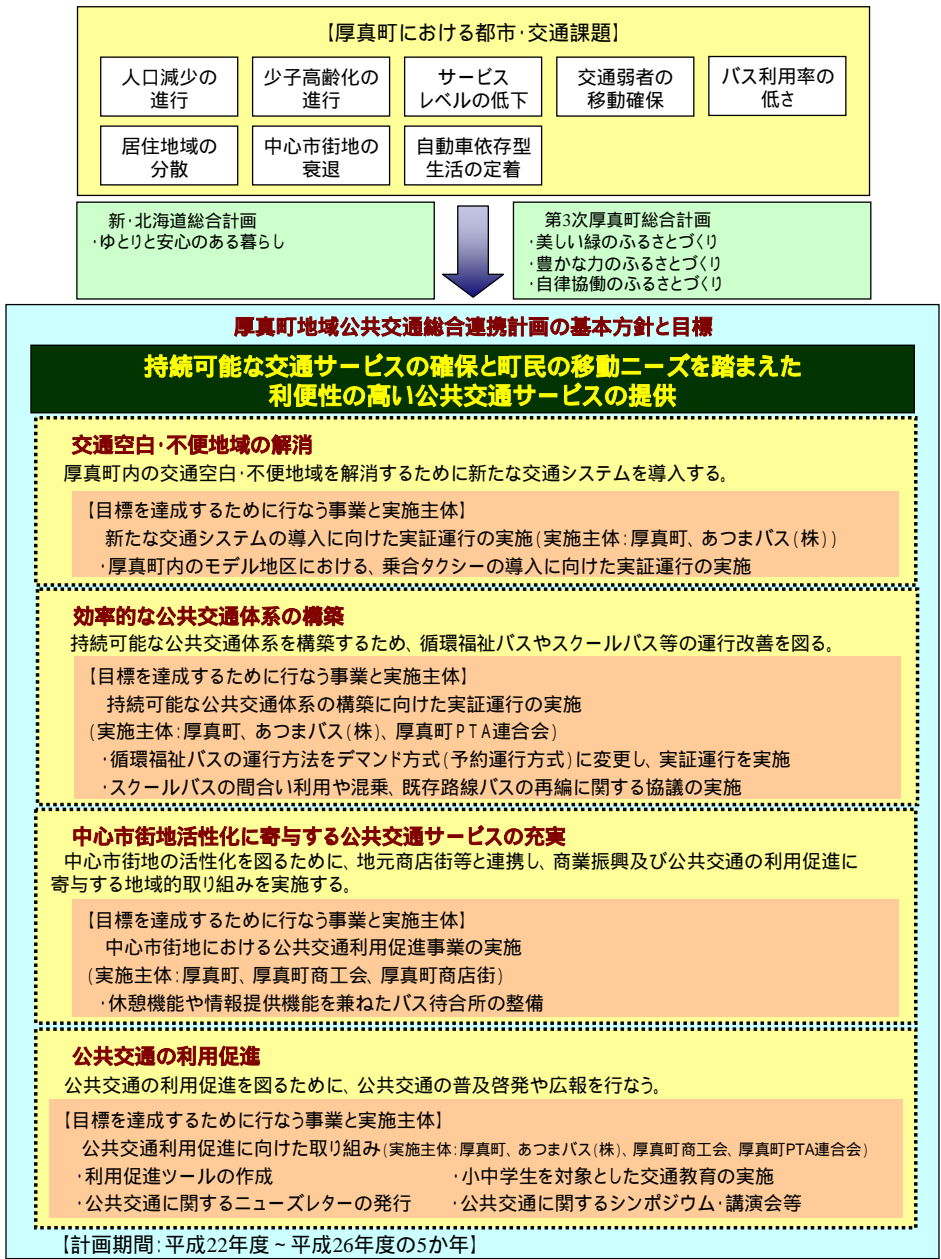 【厚真町における都市･交通課題】
人口減少の
進行
少子高齢化の
進行
サービス
レベルの低下
交通弱者の
移動確保
バス利用率の
低さ
居住地域の
分散
中心市街地の
衰退
自動車依存型
生活の定着
新･北海道総合計画
･ゆとりと安心のある暮らし
第3次厚真町総合計画
･美しい緑のふるさとづくり
･豊かな力のふるさとづくり
･自律協働のふるさとづくり
厚真町地域公共交通総合連携計画の基本方針と目標
持続可能な交通サービスの確保と町民の移動ニーズを踏まえた
利便性の高い公共交通サービスの提供
交通空白･不便地域の解消
厚真町内の交通空白･不便地域を解消するために新たな交通システムを導入する。
【目標を達成するために行なう事業と実施主体】
新たな交通システムの導入に向けた実証運行の実施(実施主体:厚真町、あつまバス(株))
･厚真町内のモデル地区における、乗合タクシーの導入に向けた実証運行の実施
効率的な公共交通体系の構築
持続可能な公共交通体系を構築するため、循環福祉バスやスクールバス等の運行改善を図る。
【目標を達成するために行なう事業と実施主体】
持続可能な公共交通体系の構築に向けた実証運行の実施
(実施主体:厚真町、あつまバス(株)、厚真町PTA連合会)
･循環福祉バスの運行方法をデマンド方式(予約運行方式)に変更し、実証運行を実施
･スクールバスの間合い利用や混乗、既存路線バスの再編に関する協議の実施
中心市街地活性化に寄与する公共交通サービスの充実
中心市街地の活性化を図るために、地元商店街等と連携し、商業振興及び公共交通の利用促進に
寄与する地域的取り組みを実施する。
【目標を達成するために行なう事業と実施主体】
中心市街地における公共交通利用促進事業の実施
(実施主体:厚真町、厚真町商工会、厚真町商店街)
･休憩機能や情報提供機能を兼ねたバス待合所の整備
公共交通の利用促進
公共交通の利用促進を図るために、公共交通の普及啓発や広報を行なう。
【目標を達成するために行なう事業と実施主体】
公共交通利用促進に向けた取り組み(実施主体:厚真町、あつまバス(株)、厚真町商工会、厚真町PTA連合会)
･利用促進ツールの作成 ･小中学生を対象とした交通教育の実施
･公共交通に関するニューズレターの発行 ･公共交通に関するシンポジウム･講演会等
【計画期間:平成22年度～平成26年度の5か年】